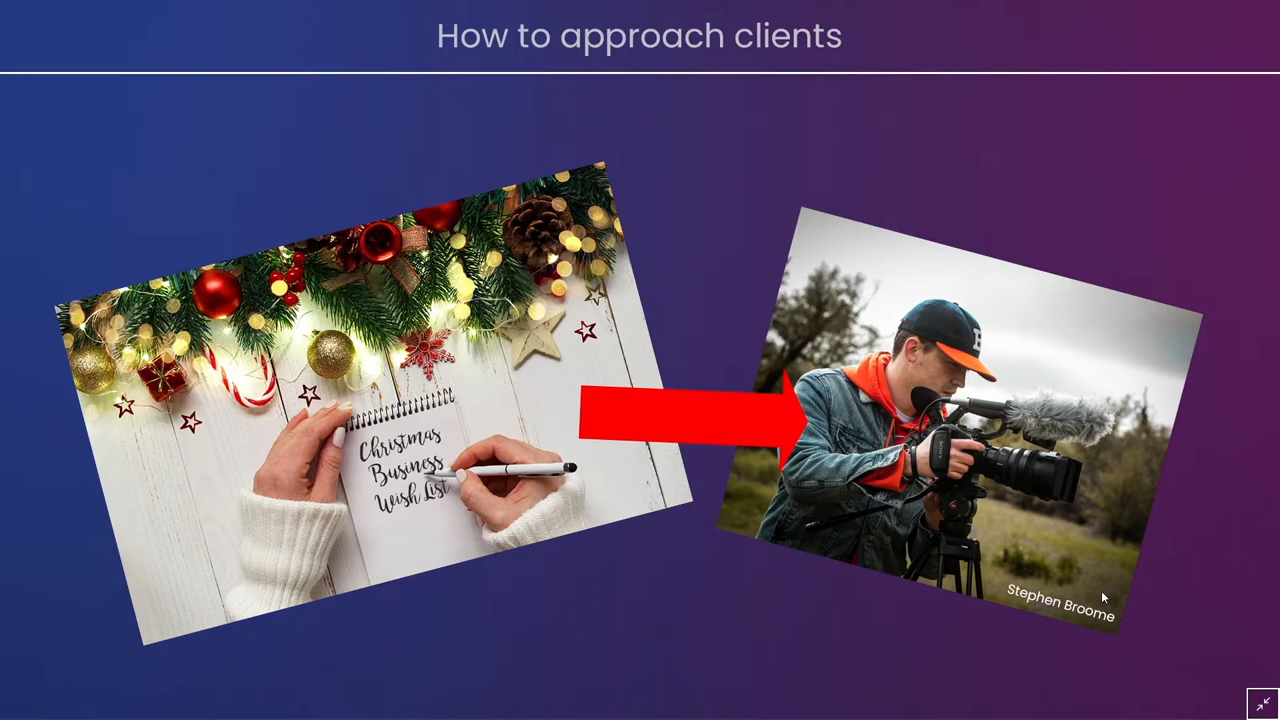 How to approach clients
Christmas
Business
Wish List
Stephen Broome